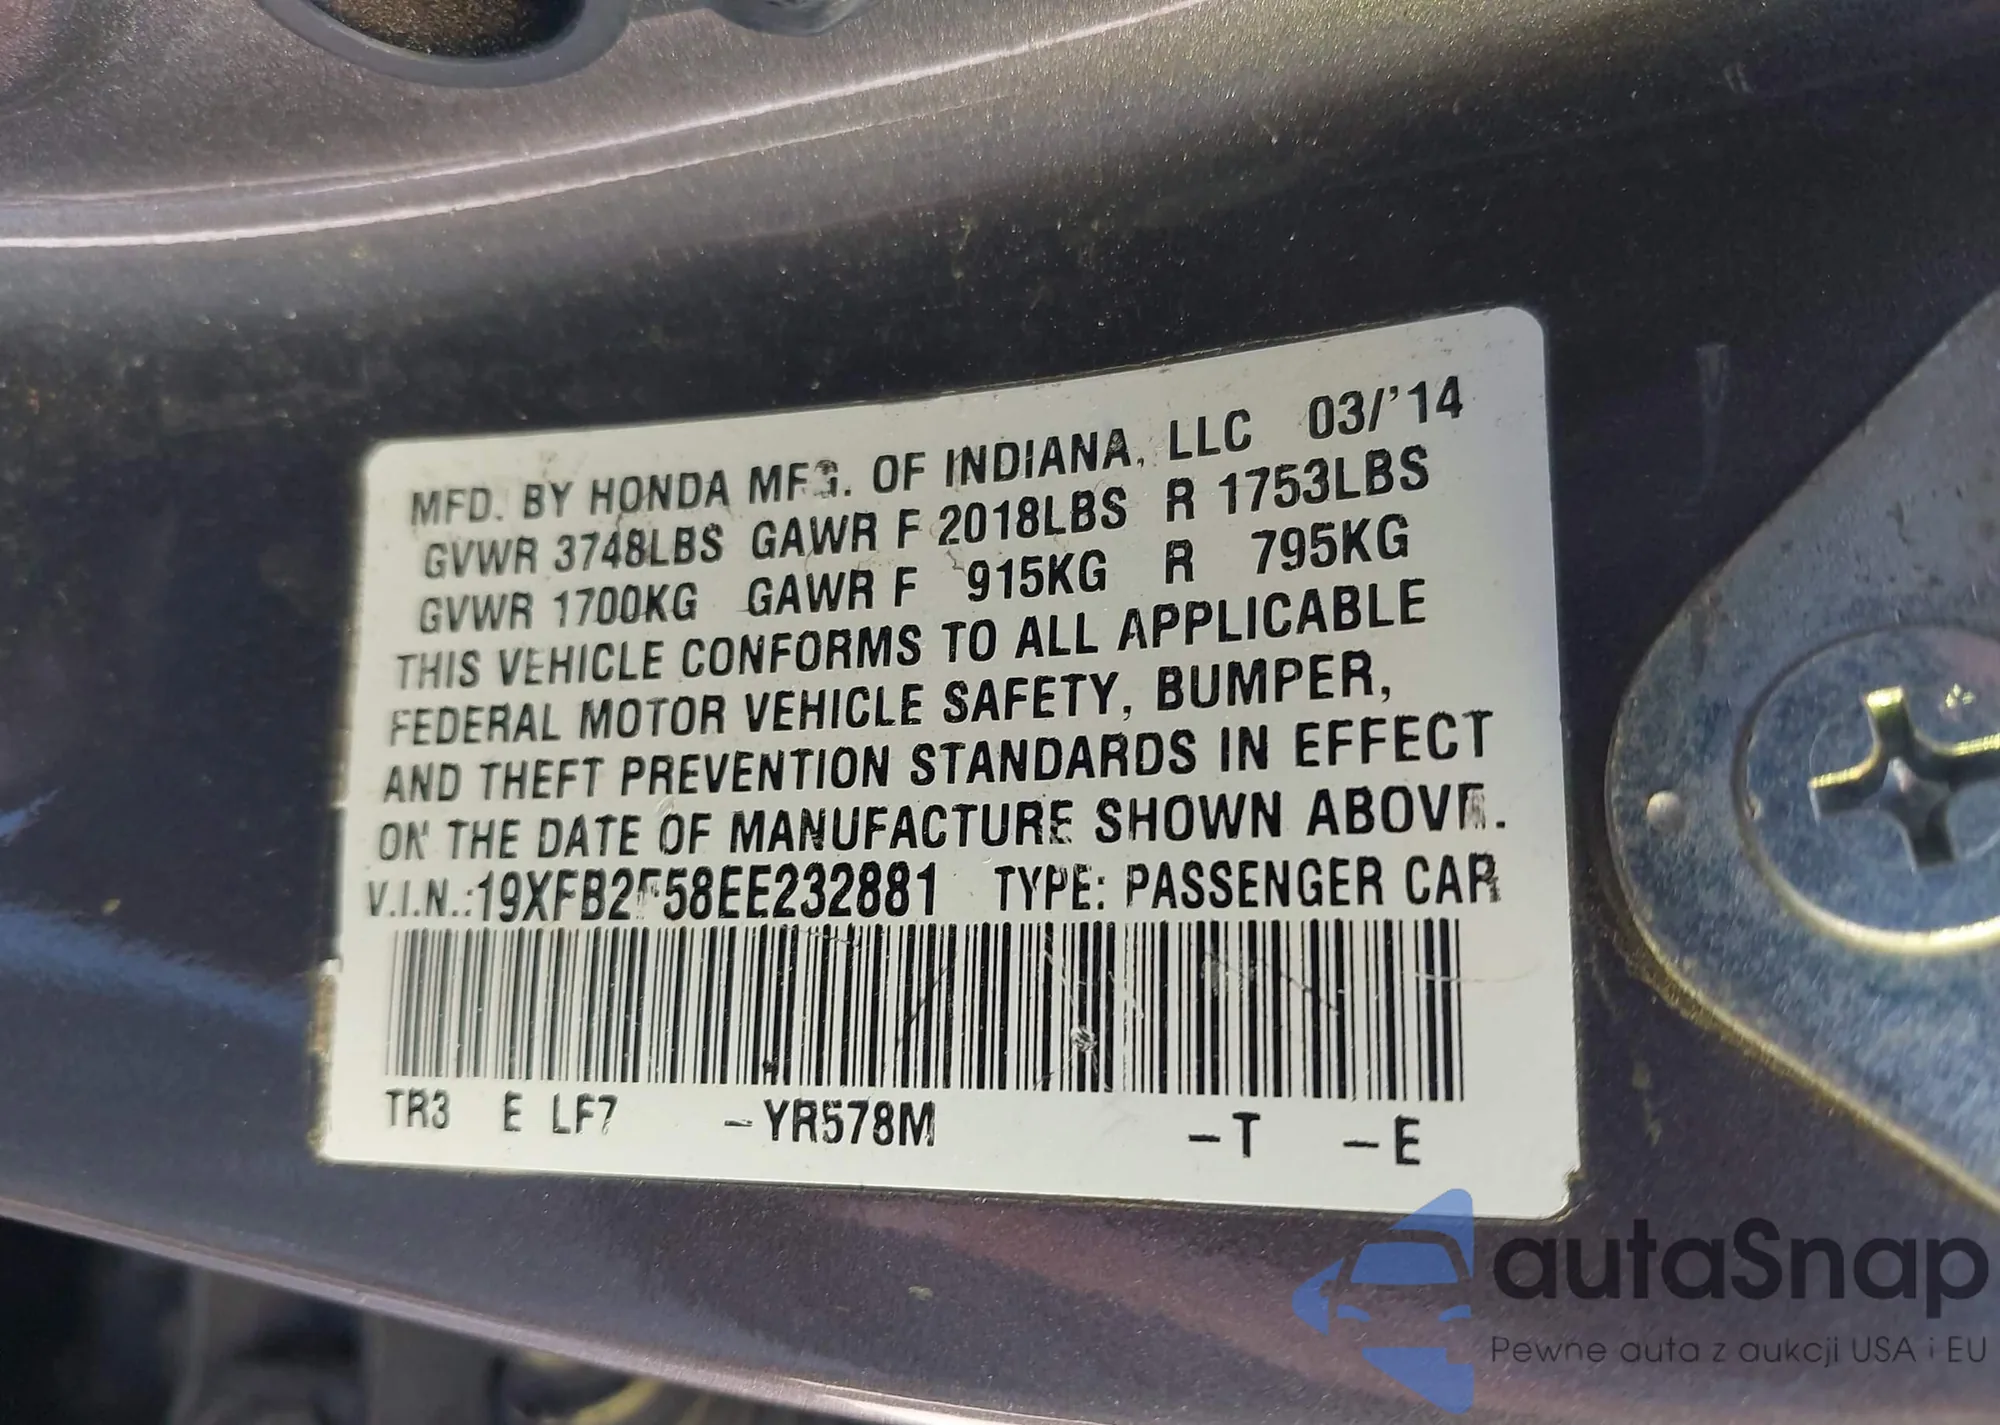 MFD. BY HONDA MFG. OF INDIANA, LLC 03/'14
GVWR 3748LBS GAWR F 2018LBS R 1753LBS
GVWR 1700KG GAWR F 915KG R 795KG
THIS VEHICLE CONFORMS TO ALL APPLICABLE
FEDERAL MOTOR VEHICLE SAFETY, BUMPER,
AND THEFT PREVENTION STANDARDS IN EFFECT
ON THE DATE OF MANUFACTURE SHOWN ABOVE.
V.I.N.:19XFB2F58EE232881 TYPE: PASSENGER CAR
TR3 E LF7 -YR578M -T -E
autaSnap
Pewne auta z aukcji USA i EU